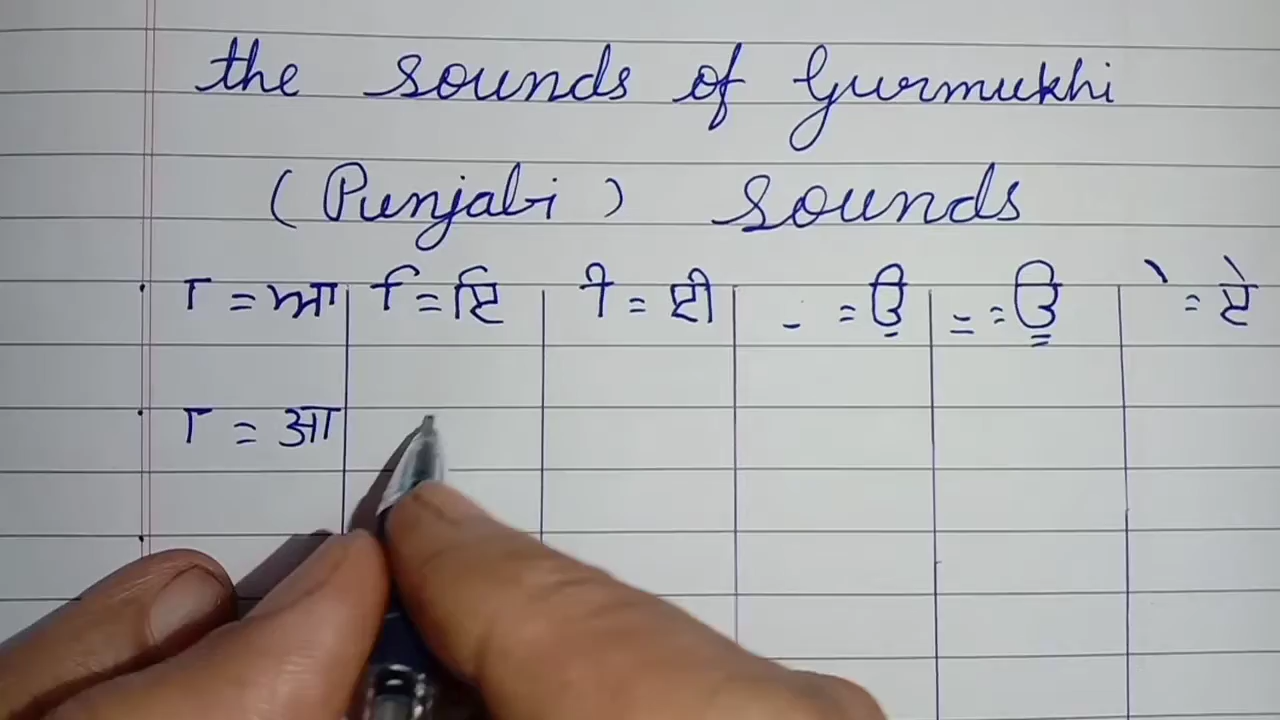 the sounds of Gurmukhi
(Punjabi) sounds
ਾ = ਆ ਿ = ਇ ੀ = ਈ ੁ = ਉ ੂ = ਊ ੇ = ਏ
ा = आ